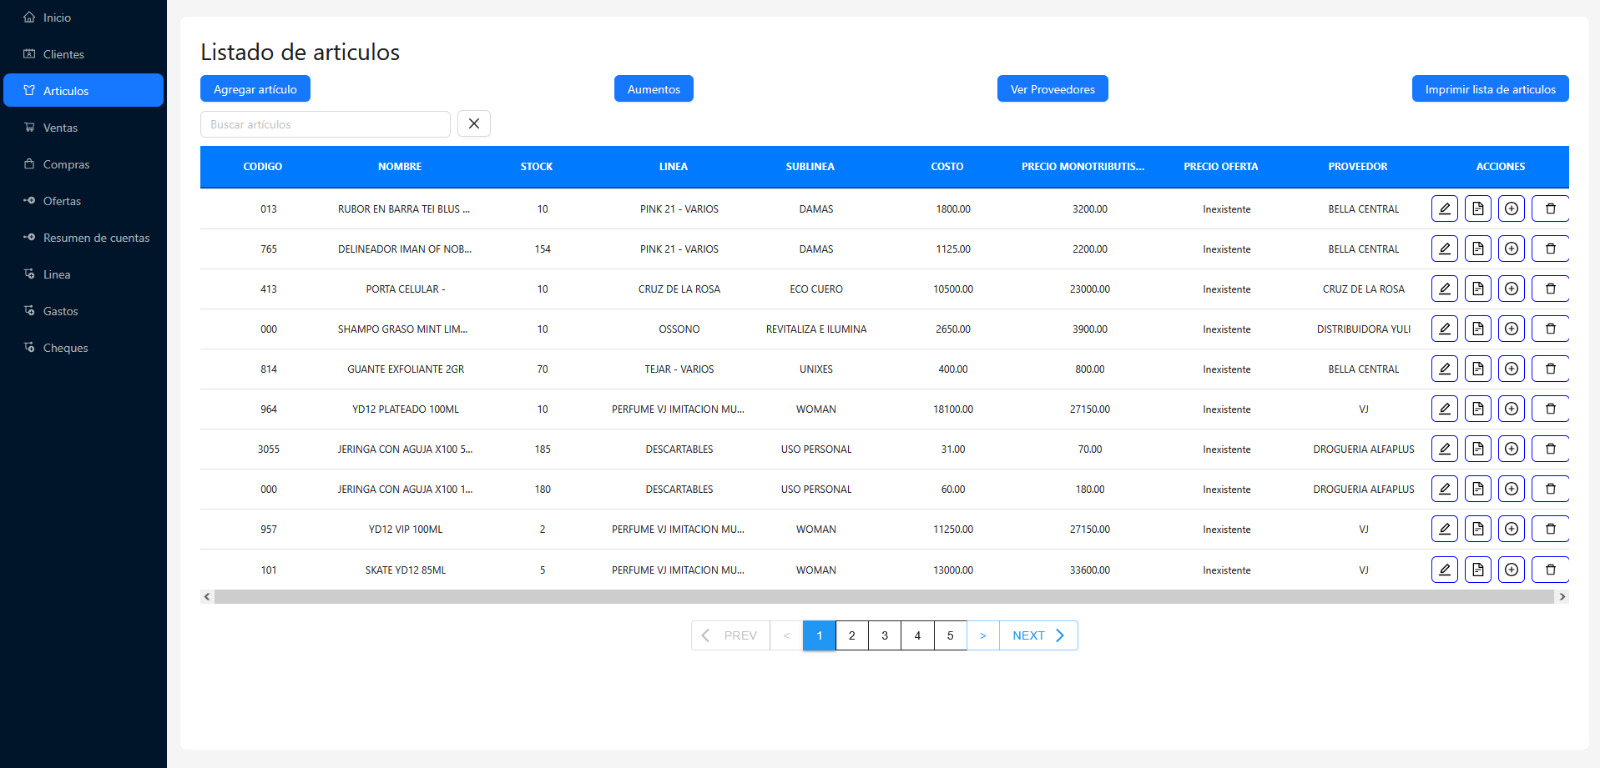 Inicio
Clientes
Articulos
Ventas
Compras
Ofertas
Resumen de cuentas
Linea
Gastos
Cheques
Listado de articulos
Agregar artículo Aumentos Ver Proveedores Imprimir lista de articulos
Buscar artículos
CODIGO NOMBRE STOCK LINEA SUBLINEA COSTO PRECIO MONOTRIBUTIS... PRECIO OFERTA PROVEEDOR ACCIONES
013 RUBOR EN BARRA TEI BLUS ... 10 PINK 21 - VARIOS DAMAS 1800.00 3200.00 Inexistente BELLA CENTRAL
765 DELINEADOR IMAN OF NOB... 154 PINK 21 - VARIOS DAMAS 1125.00 2200.00 Inexistente BELLA CENTRAL
413 PORTA CELULAR - 10 CRUZ DE LA ROSA ECO CUERO 10500.00 23000.00 Inexistente CRUZ DE LA ROSA
000 SHAMPO GRASO MINT LIM... 10 OSSONO REVITALIZA E ILUMINA 2650.00 3900.00 Inexistente DISTRIBUIDORA YULI
814 GUANTE EXFOLIANTE 2GR 70 TEJAR - VARIOS UNIXES 400.00 800.00 Inexistente BELLA CENTRAL
964 YD12 PLATEADO 100ML 10 PERFUME VJ IMITACION MU... WOMAN 18100.00 27150.00 Inexistente VJ
3055 JERINGA CON AGUJA X100 5... 185 DESCARTABLES USO PERSONAL 31.00 70.00 Inexistente DROGUERIA ALFAPLUS
000 JERINGA CON AGUJA X100 1... 180 DESCARTABLES USO PERSONAL 60.00 180.00 Inexistente DROGUERIA ALFAPLUS
957 YD12 VIP 100ML 2 PERFUME VJ IMITACION MU... WOMAN 11250.00 27150.00 Inexistente VJ
101 SKATE YD12 85ML 5 PERFUME VJ IMITACION MU... WOMAN 13000.00 33600.00 Inexistente VJ
PREV < 1 2 3 4 5 > NEXT